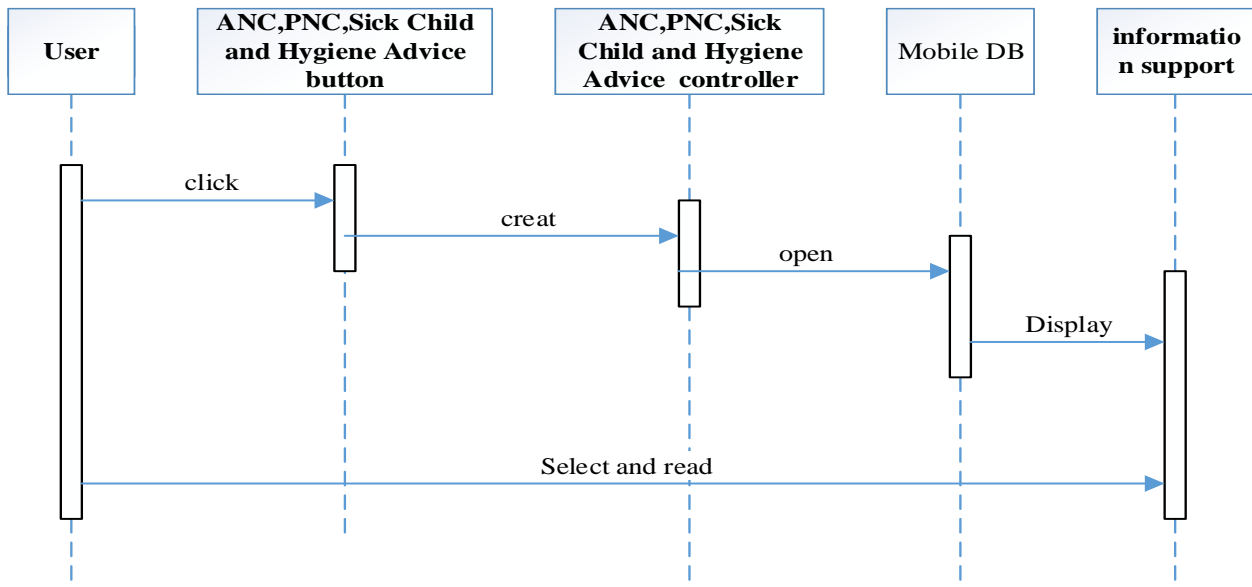 User
ANC,PNC,Sick Child
and Hygiene Advice
button
ANC,PNC,Sick
Child and Hygiene
Advice controller
Mobile DB
informatio
n support
click
creat
open
Display
Select and read